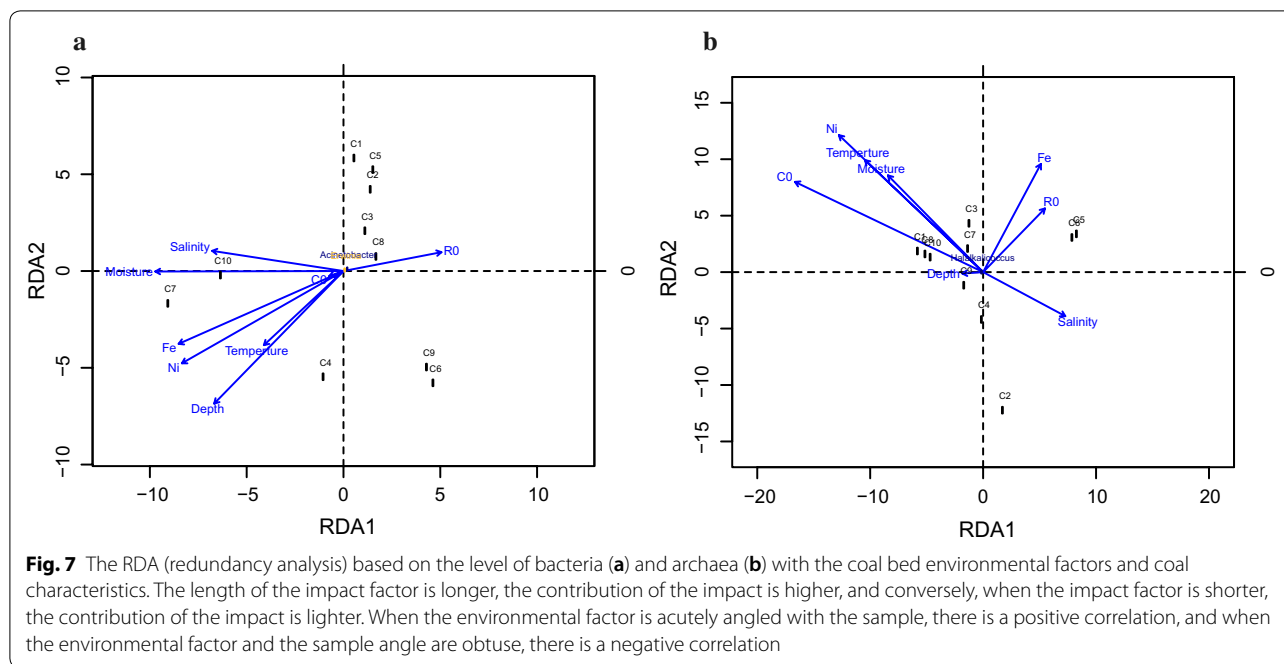 a
b
10
5
0
−5
−10
RDA2
C1
C5
C2
C3
C8
Acinetobacter
R0
Salinity
C10
Moisture
C0
C7
Fe
Ni
Temperture
Depth
C4
C9
C6
0
−10 −5 0 5 10
RDA1
15
10
5
0
−5
−10
−15
RDA2
Ni
Temperture
Moisture
C0
Fe
R0
C3
C7
C1
C10
C5
C6
Halalkalicoccus
Depth
C4
Salinity
C2
0
−20 −10 0 10 20
RDA1
Fig. 7 The RDA (redundancy analysis) based on the level of bacteria (a) and archaea (b) with the coal bed environmental factors and coal
characteristics. The length of the impact factor is longer, the contribution of the impact is higher, and conversely, when the impact factor is shorter,
the contribution of the impact is lighter. When the environmental factor is acutely angled with the sample, there is a positive correlation, and when
the environmental factor and the sample angle are obtuse, there is a negative correlation